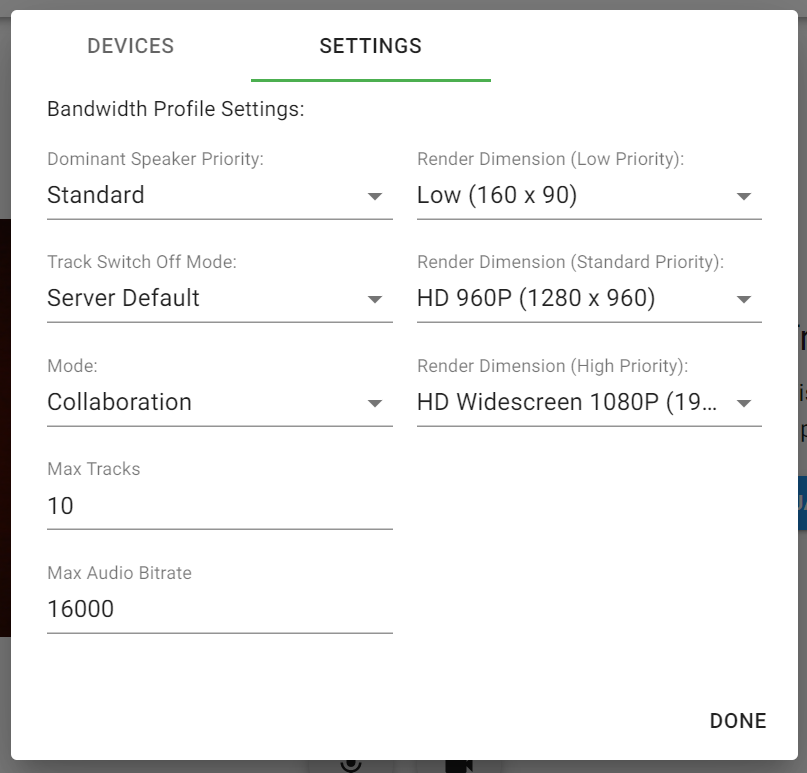 DEVICES
SETTINGS
Bandwidth Profile Settings:
Dominant Speaker Priority:
Standard
Render Dimension (Low Priority):
Low (160 x 90)
Track Switch Off Mode:
Server Default
Render Dimension (Standard Priority):
HD 960P (1280 x 960)
Mode:
Collaboration
Render Dimension (High Priority):
HD Widescreen 1080P (19...
Max Tracks
10
Max Audio Bitrate
16000
DONE